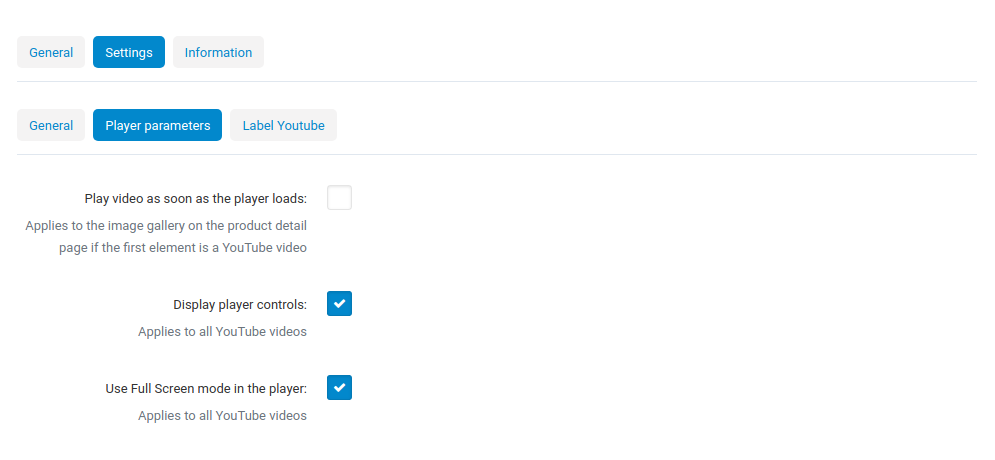 General Settings Information
General Player parameters Label Youtube
Play video as soon as the player loads:
Applies to the image gallery on the product detail
page if the first element is a YouTube video
Display player controls:
Applies to all YouTube videos
Use Full Screen mode in the player:
Applies to all YouTube videos